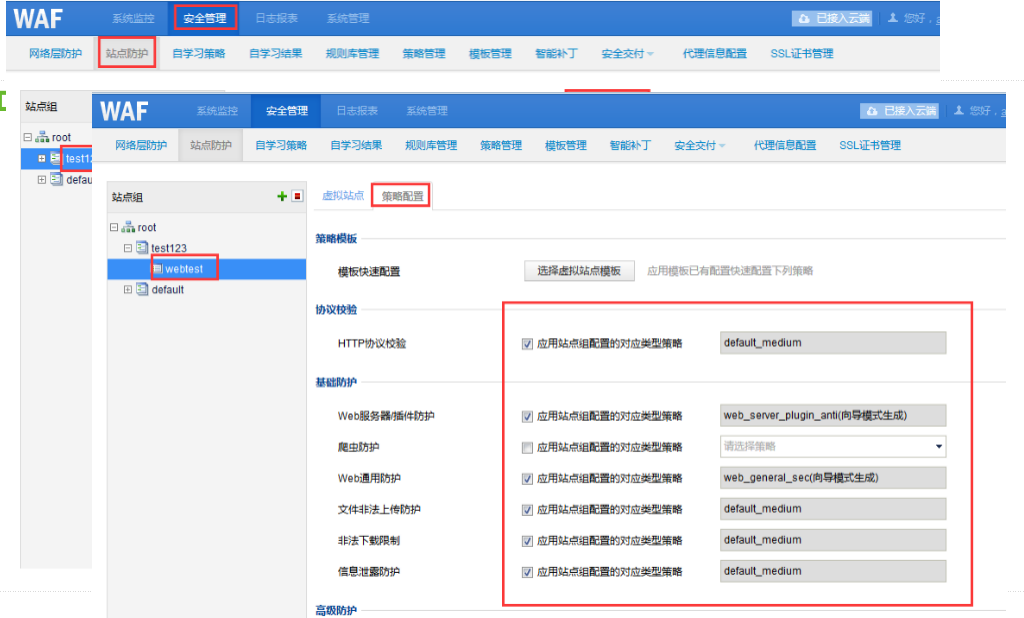 WAF 系统监控 安全管理 日志报表 系统管理 已接入云端 您好，
网络层防护 站点防护 自学习策略 自学习结果 规则库管理 策略管理 模板管理 智能补丁 安全交付 代理信息配置 SSL证书管理
站点组
root
test12
defau
WAF 系统监控 安全管理 日志报表 系统管理 已接入云端 您好，
网络层防护 站点防护 自学习策略 自学习结果 规则库管理 策略管理 模板管理 智能补丁 安全交付 代理信息配置 SSL证书管理
站点组
root
test123
webtest
default
虚拟站点 策略配置
策略模板
模板快速配置 选择虚拟站点模板 应用模板已有配置快速配置下列策略
协议校验
HTTP协议校验 应用站点组配置的对应类型策略 default_medium
基础防护
Web服务器/插件防护 应用站点组配置的对应类型策略 web_server_plugin_anti(向导模式生成)
爬虫防护 应用站点组配置的对应类型策略 请选择策略
Web通用防护 应用站点组配置的对应类型策略 web_general_sec(向导模式生成)
文件非法上传防护 应用站点组配置的对应类型策略 default_medium
非法下载限制 应用站点组配置的对应类型策略 default_medium
信息泄露防护 应用站点组配置的对应类型策略 default_medium
高级防护